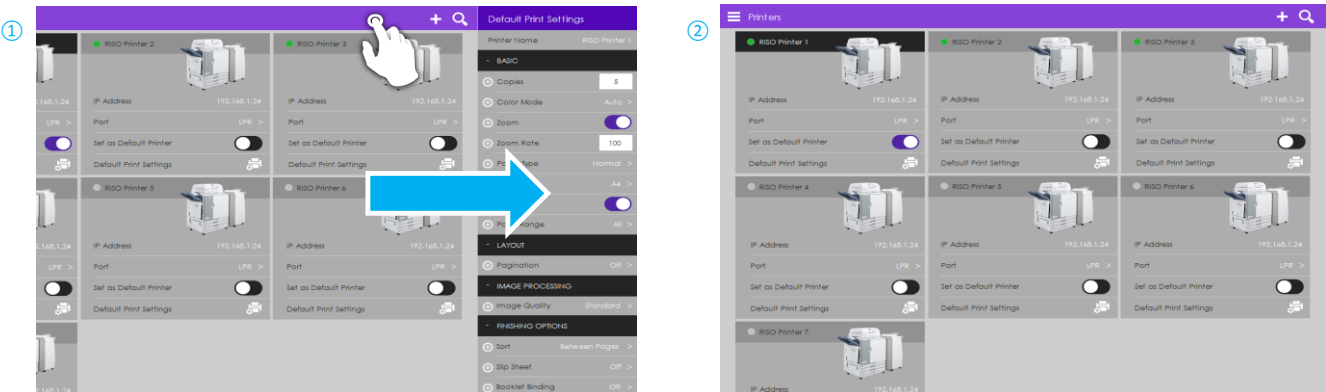 1
Default Print Settings
Printer Name RISO Printer 1
RISO Printer 2
RISO Printer 3
- BASIC
Copies 5
192.168.1.24
IP Address 192.168.1.24
IP Address 192.168.1.24
Color Mode Auto >
LPR >
Port LPR >
Port
Zoom
Set as Default Printer
Set as Default Printer
Zoom Rate 100
Default Print Settings
Default Print Settings
Normal >
RISO Printer 5
RISO Printer 6
A4 >
Range All >
192.168.1.24
IP Address 192.168.1.24
IP Address 192.168.1.24
- LAYOUT
LPR >
Port LPR >
Port LPR >
Pagination Off >
Set as Default Printer
Set as Default Printer
- IMAGE PROCESSING
Default Print Settings
Default Print Settings
Image Quality Standard >
- FINISHING OPTIONS
Sort Between Pages >
Slip Sheet Off >
Booklet Binding Off >
2
Printers
RISO Printer 1
RISO Printer 2
RISO Printer 3
IP Address 192.168.1.24
IP Address 192.168.1.24
IP Address 192.168.1.24
Port LPR >
Port LPR >
Port LPR >
Set as Default Printer
Set as Default Printer
Set as Default Printer
Default Print Settings
Default Print Settings
Default Print Settings
RISO Printer 4
RISO Printer 5
RISO Printer 6
IP Address 192.168.1.24
IP Address 192.168.1.24
IP Address 192.168.1.24
Port LPR >
Port LPR >
Port LPR >
Set as Default Printer
Set as Default Printer
Set as Default Printer
Default Print Settings
Default Print Settings
Default Print Settings
RISO Printer 7
IP Address 192.168.1.24